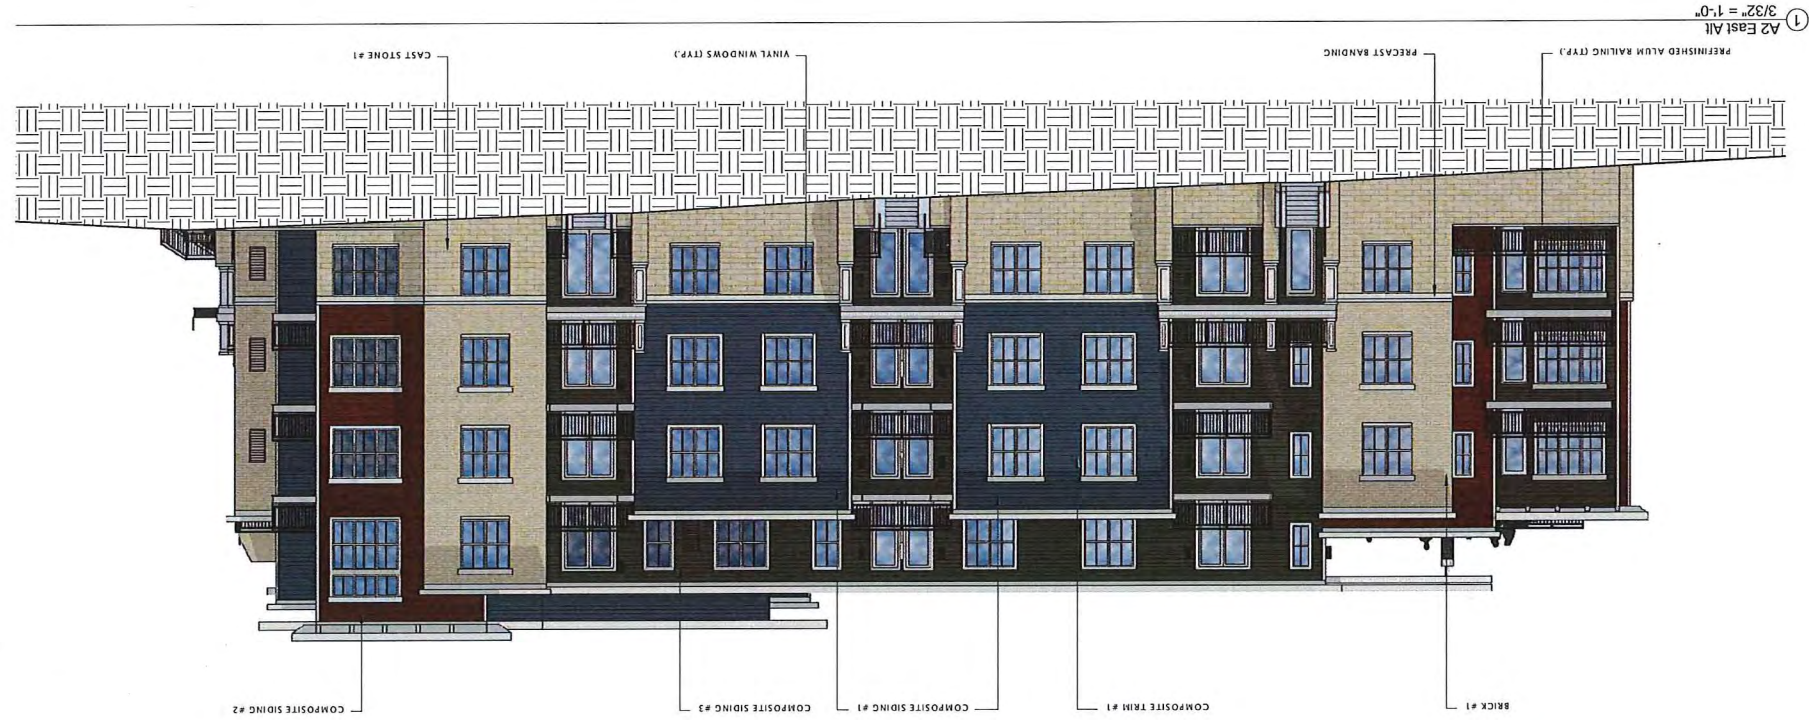 BRICK #1
COMPOSITE TRIM #1
COMPOSITE SIDING #1
COMPOSITE SIDING #3
COMPOSITE SIDING #2
PREFINISHED ALUM RAILING (TYP.)
PRECAST BANDING
VINYL WINDOWS (TYP.)
CAST STONE #1
1
A2 East Alt
3/32" = 1'-0"